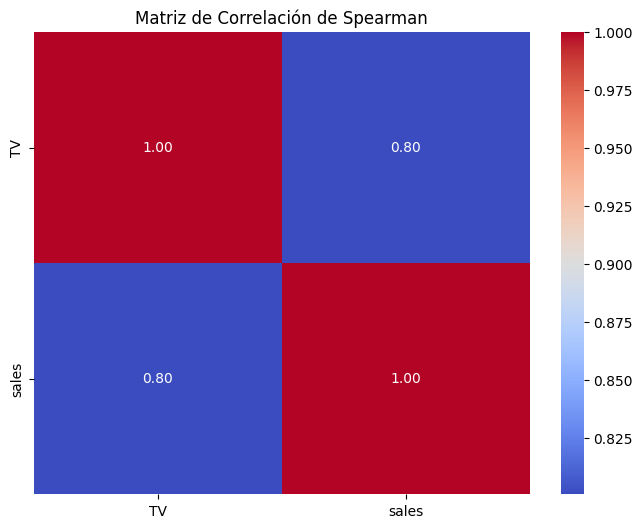 Matriz de Correlación de Spearman
TV
1.00
0.80
sales
0.80
1.00
TV
sales
1.000
0.975
0.950
0.925
0.900
0.875
0.850
0.825